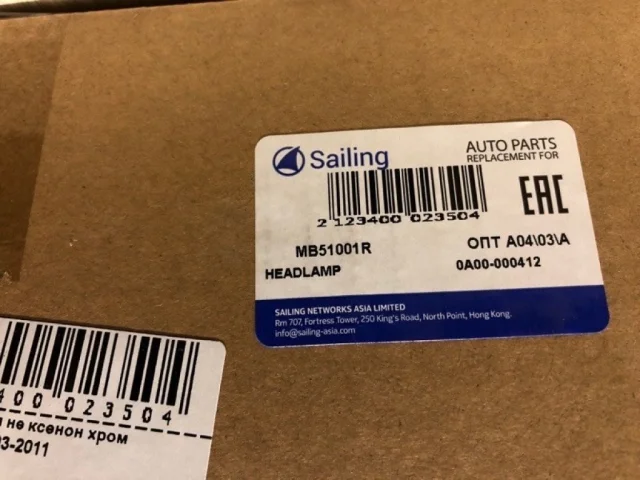 Sailing
AUTO PARTS
REPLACEMENT FOR
EAC
2 123400 023504
MB51001R
ОПТ A04\03\A
HEADLAMP
0A00-000412
SAILING NETWORKS ASIA LIMITED
Rm 707, Fortress Tower, 250 King's Road, North Point, Hong Kong.
info@sailing-asia.com
400 023504
не ксенон хром
03-2011